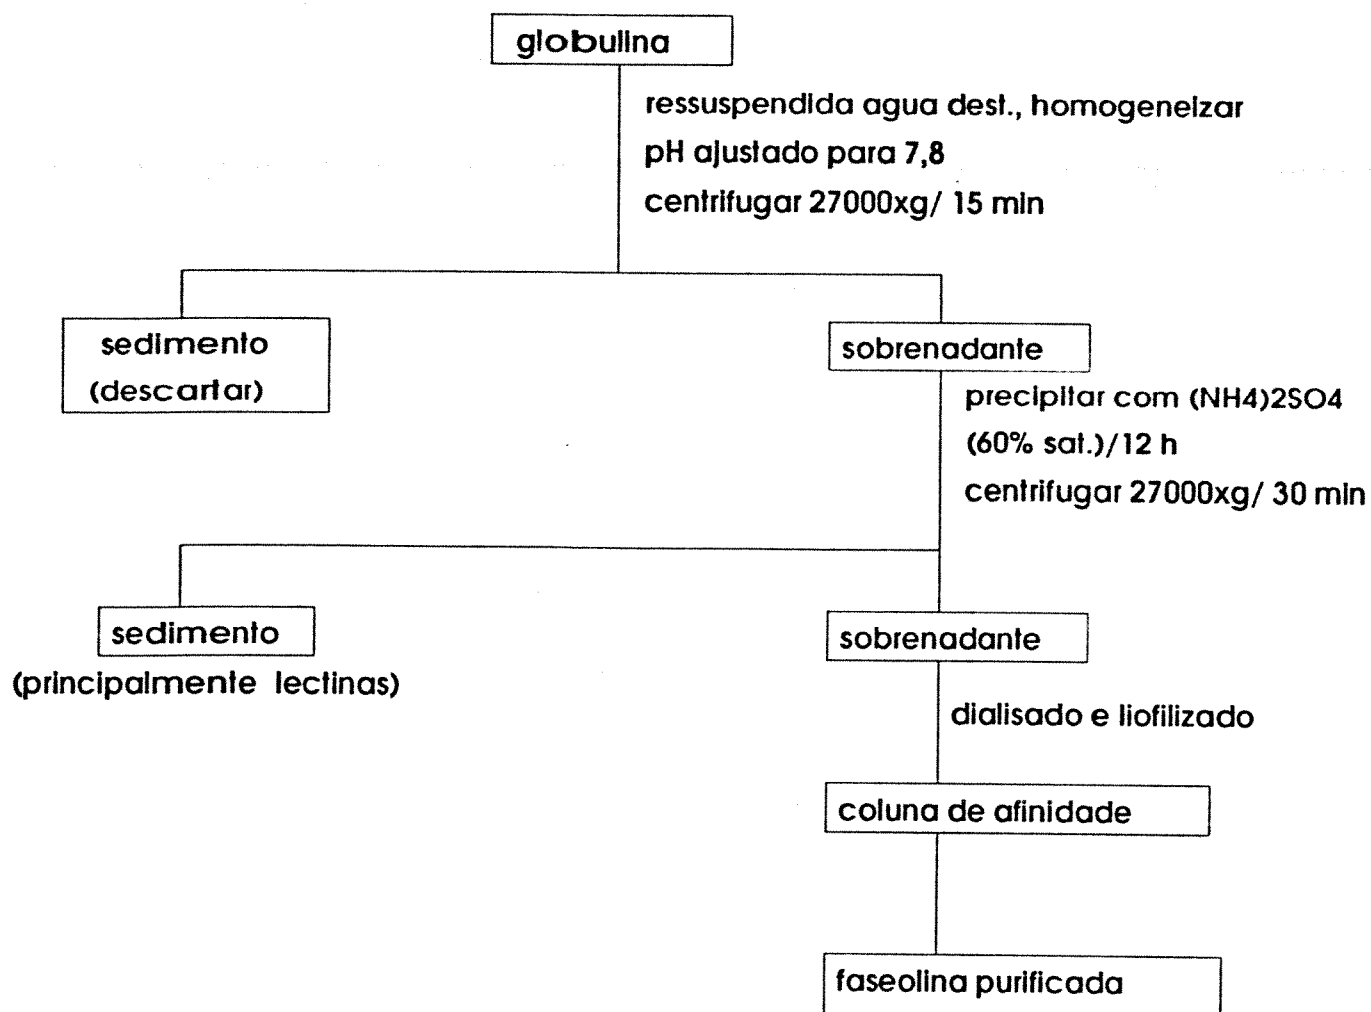 globulina
ressuspendida agua dest., homogeneizar
pH ajustado para 7,8
centrifugar 27000xg/ 15 min
sedimento
(descartar)
sobrenadante
precipitar com (NH4)2SO4
(60% sat.)/12 h
centrifugar 27000xg/ 30 min
sedimento
(principalmente lectinas)
sobrenadante
dialisado e liofilizado
coluna de afinidade
faseolina purificada